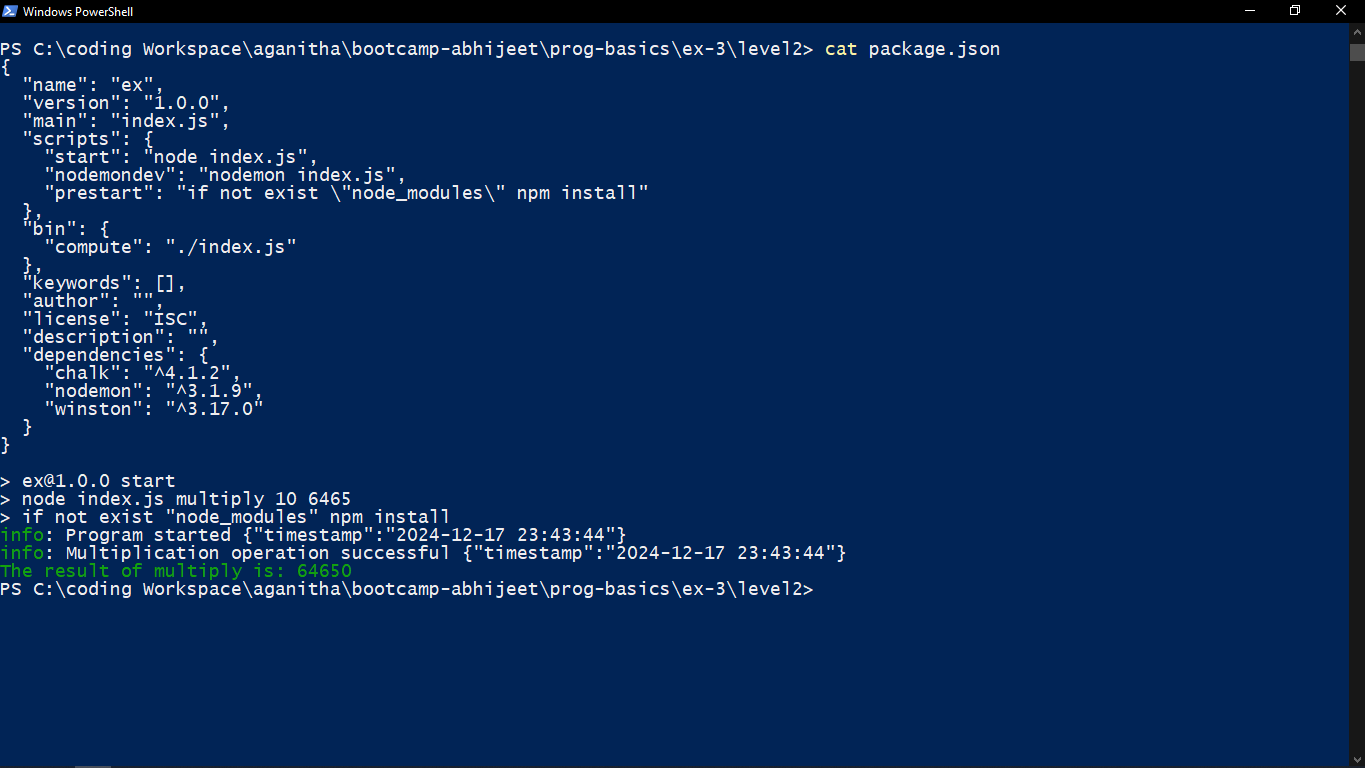 Windows PowerShell
PS C:\coding Workspace\aganitha\bootcamp-abhijeet\prog-basics\ex-3\level2> cat package.json
{
  "name": "ex",
  "version": "1.0.0",
  "main": "index.js",
  "scripts": {
    "start": "node index.js",
    "nodemondev": "nodemon index.js",
    "prestart": "if not exist \"node_modules\" npm install"
  },
  "bin": {
    "compute": "./index.js"
  },
  "keywords": [],
  "author": "",
  "license": "ISC",
  "description": "",
  "dependencies": {
    "chalk": "^4.1.2",
    "nodemon": "^3.1.9",
    "winston": "^3.17.0"
  }
}
> ex@1.0.0 start
> node index.js multiply 10 6465
> if not exist "node_modules" npm install
info: Program started {"timestamp":"2024-12-17 23:43:44"}
info: Multiplication operation successful {"timestamp":"2024-12-17 23:43:44"}
The result of multiply is: 64650
PS C:\coding Workspace\aganitha\bootcamp-abhijeet\prog-basics\ex-3\level2>